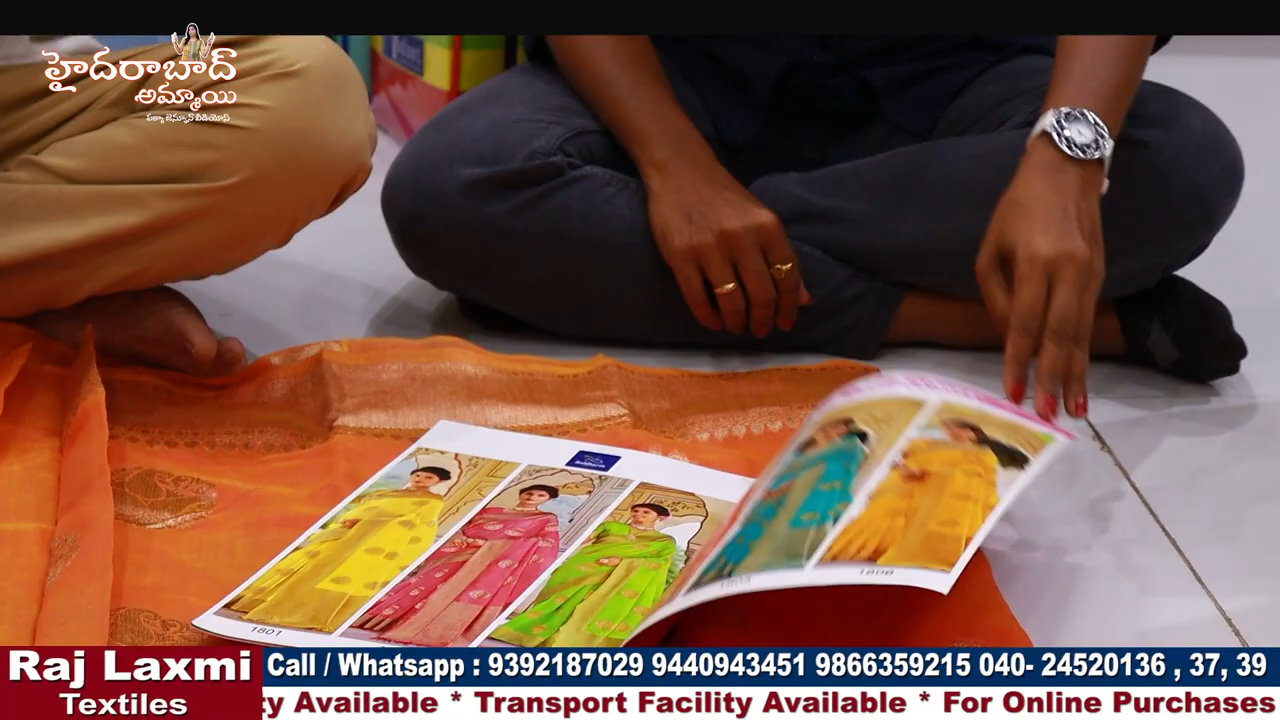 హైదరాబాద్
అమ్మాయి
పక్కా జెన్యూన్ వీడియోస్
1801
1806
Raj Laxmi
Textiles
Call / Whatsapp : 9392187029 9440943451 9866359215 040- 24520136 , 37, 39
Available * Transport Facility Available * For Online Purchases